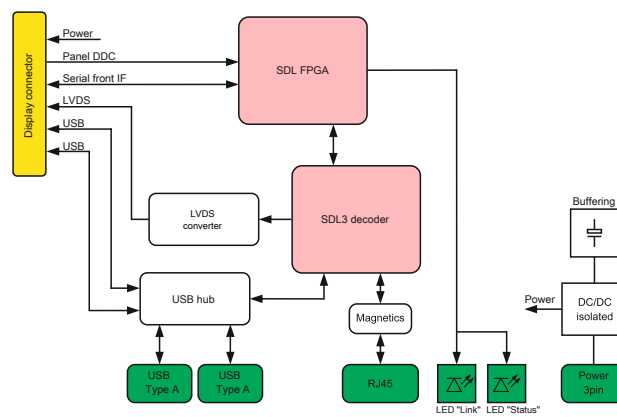 Display connector
Power
Panel DDC
Serial front IF
LVDS
USB
USB
SDL FPGA
SDL3 decoder
LVDS
converter
USB hub
Magnetics
USB
Type A
USB
Type A
RJ45
LED "Link"
LED "Status"
Buffering
Power
DC/DC
isolated
Power
3pin